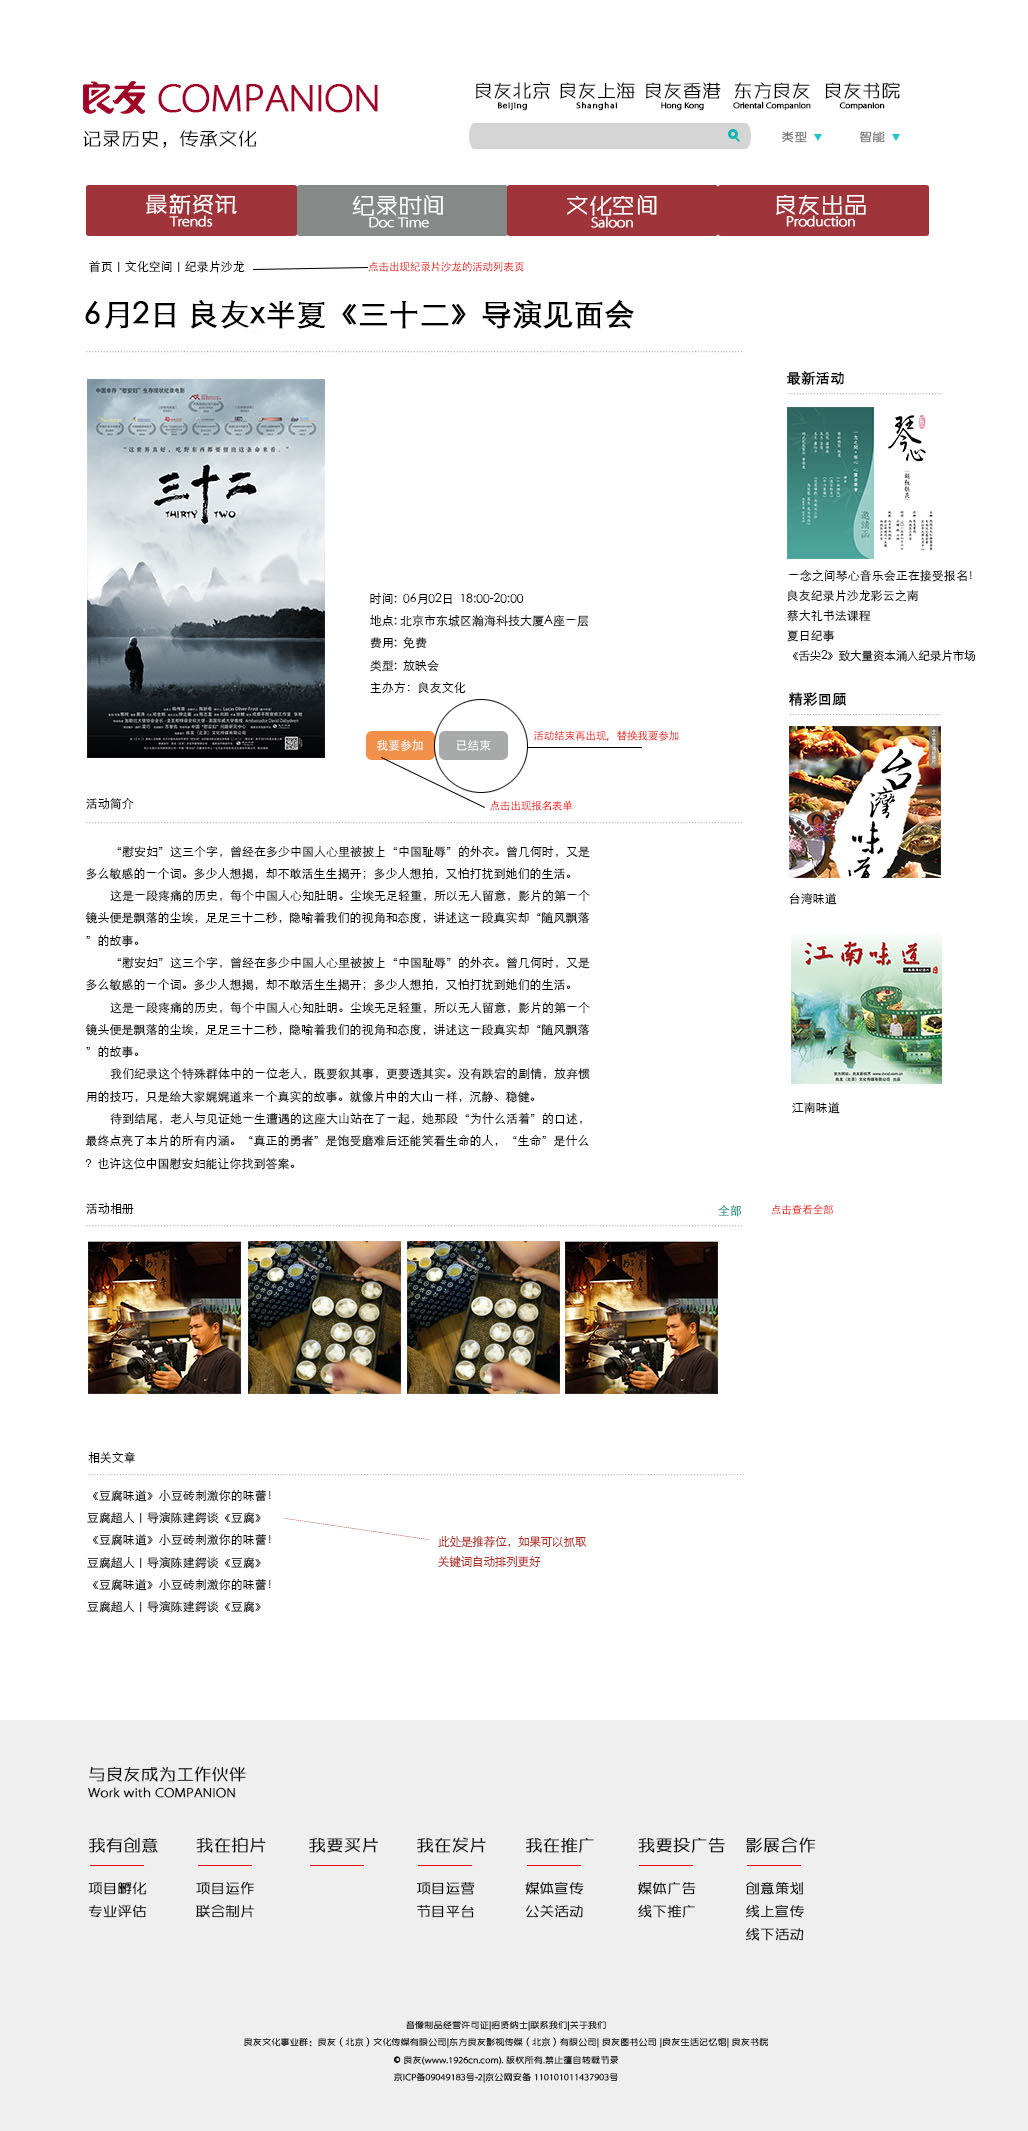 良友 COMPANION
记录历史，传承文化
良友北京 良友上海 良友香港 东方良友 良友书院
Beijing Shanghai Hong Kong Oriental Companion Companion
类型 智能
最新资讯 纪录时间 文化空间 良友出品
Trends Doc Time Saloon Production
首页丨文化空间丨纪录片沙龙
点击出现纪录片沙龙的活动列表页
6月2日 良友x半夏《三十二》导演见面会
中国幸存“慰安妇”生存现状纪录电影
“这世界真好，吃野东西都要留出这条命来看。”
三十二
THIRTY TWO
时间: 06月02日 18:00-20:00
地点: 北京市东城区瀚海科技大厦A座一层
费用: 免费
类型: 放映会
主办方: 良友文化
我要参加
已结束
活动结束再出现，替换我要参加
点击出现报名表单
活动简介
“慰安妇”这三个字，曾经在多少中国人心里被披上“中国耻辱”的外衣。曾几何时，又是
多么敏感的一个词。多少人想揭，却不敢活生生揭开；多少人想拍，又怕打扰到她们的生活。
这是一段疼痛的历史，每个中国人心知肚明。尘埃无足轻重，所以无人留意，影片的第一个
镜头便是飘落的尘埃，足足三十二秒，隐喻着我们的视角和态度，讲述这一段真实却“随风飘落
”的故事。
“慰安妇”这三个字，曾经在多少中国人心里被披上“中国耻辱”的外衣。曾几何时，又是
多么敏感的一个词。多少人想揭，却不敢活生生揭开；多少人想拍，又怕打扰到她们的生活。
这是一段疼痛的历史，每个中国人心知肚明。尘埃无足轻重，所以无人留意，影片的第一个
镜头便是飘落的尘埃，足足三十二秒，隐喻着我们的视角和态度，讲述这一段真实却“随风飘落
”的故事。
我们纪录这个特殊群体中的一位老人，既要叙其事，更要透其实。没有跌宕的剧情，放弃惯
用的技巧，只是给大家娓娓道来一个真实的故事。就像片中的大山一样，沉静、稳健。
待到结尾，老人与见证她一生遭遇的这座大山站在了一起，她那段“为什么活着”的口述，
最终点亮了本片的所有内涵。“真正的勇者”是饱受磨难后还能笑看生命的人，“生命”是什么
？也许这位中国慰安妇能让你找到答案。
活动相册
全部
点击查看全部
相关文章
《豆腐味道》小豆砖刺激你的味蕾！
豆腐超人丨导演陈建鍔谈《豆腐》
《豆腐味道》小豆砖刺激你的味蕾！
豆腐超人丨导演陈建鍔谈《豆腐》
《豆腐味道》小豆砖刺激你的味蕾！
豆腐超人丨导演陈建鍔谈《豆腐》
此处是推荐位，如果可以抓取
关键词自动排列更好
最新活动
琴心
邀请函
一念之间琴心音乐会正在接受报名！
良友纪录片沙龙彩云之南
蔡大礼书法课程
夏日纪事
《舌尖2》致大量资本涌入纪录片市场
精彩回顾
台湾味道
台湾味道
江南味道
江南味道
与良友成为工作伙伴
Work with COMPANION
我有创意
项目孵化
专业评估
我在拍片
项目运作
联合制片
我要买片
我在发片
项目运营
节目平台
我在推广
媒体宣传
公关活动
我要投广告
媒体广告
线下推广
影展合作
创意策划
线上宣传
线下活动
音像制品经营许可证|招贤纳士|联系我们|关于我们
良友文化事业群：良友（北京）文化传媒有限公司|东方良友影视传媒（北京）有限公司| 良友图书公司 |良友生活记忆馆| 良友书院
© 良友(www.1926cn.com). 版权所有.禁止擅自转载节录
京ICP备09049183号-2|京公网安备 110101011437903号